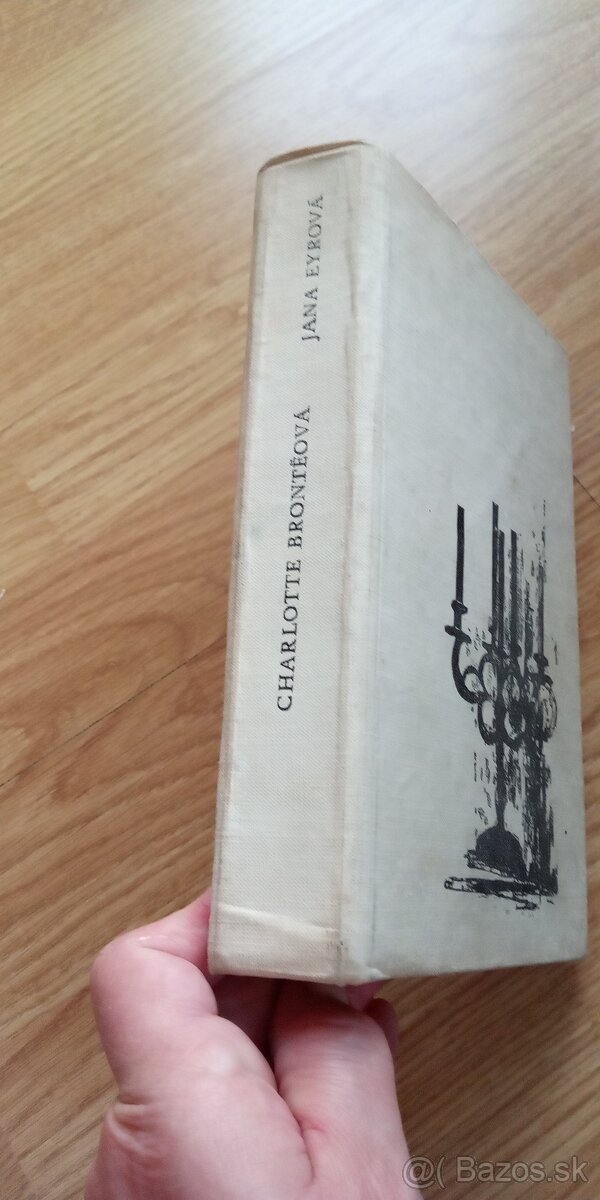 CHARLOTTE BRONTËOVÁ JANA EYROVÁ
@( Bazos.sk